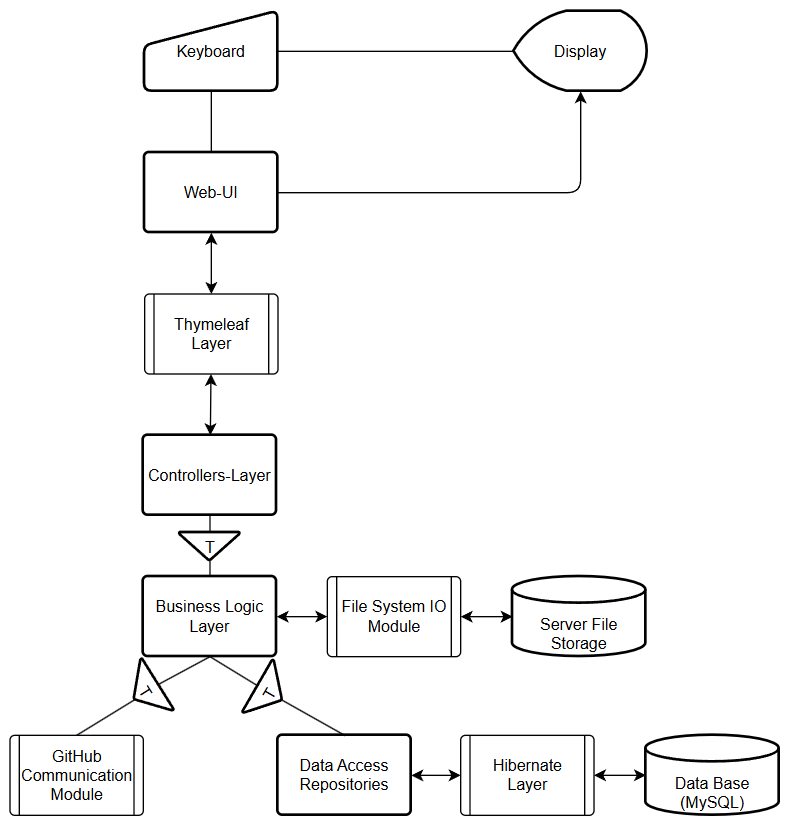 Keyboard
Display
Web-UI
Thymeleaf
Layer
Controllers-Layer
T
Business Logic
Layer
File System IO
Module
Server File
Storage
T
T
GitHub
Communication
Module
Data Access
Repositories
Hibernate
Layer
Data Base
(MySQL)